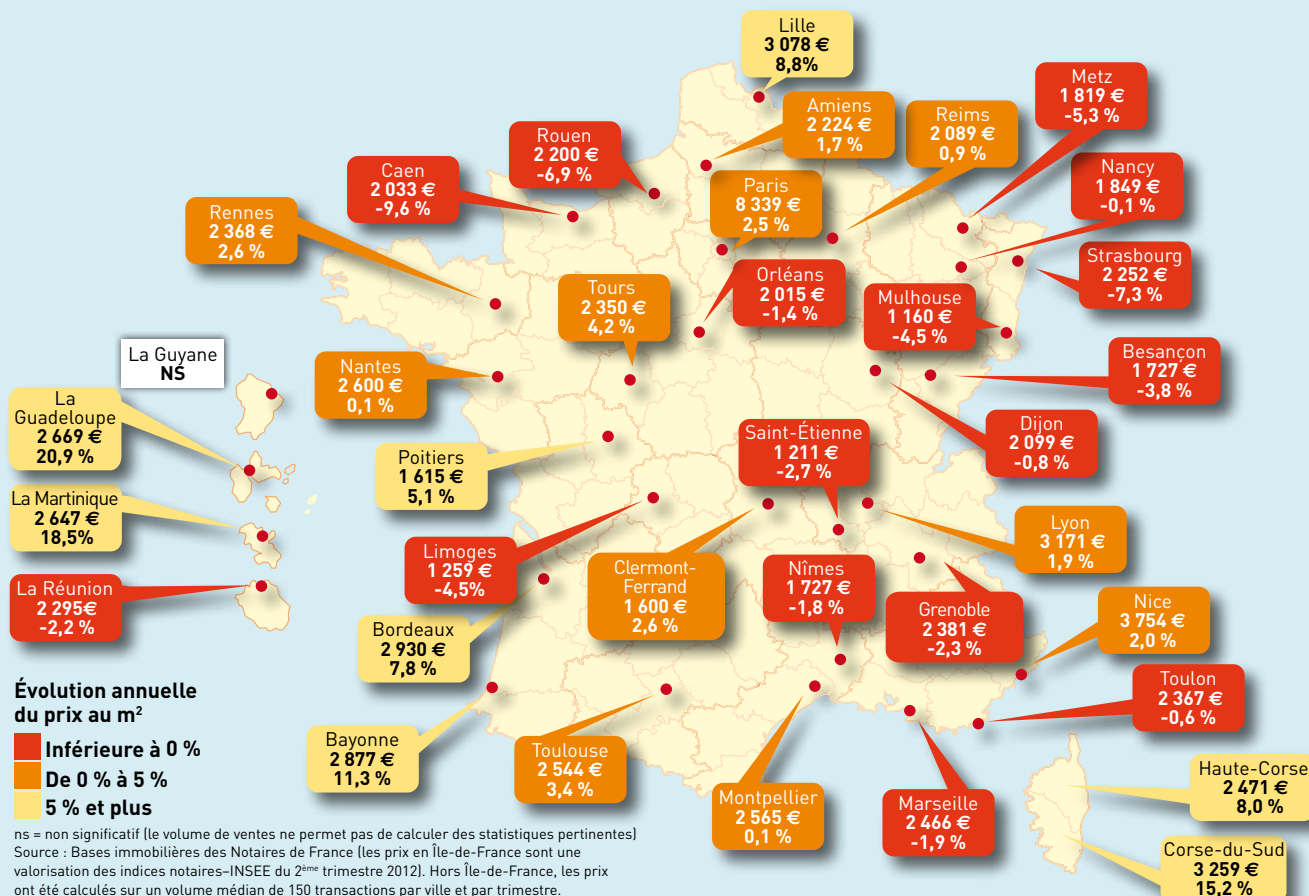 Lille
3 078 €
8,8%
Amiens
2 224 €
1,7 %
Reims
2 089 €
0,9 %
Metz
1 819 €
-5,3 %
Rouen
2 200 €
-6,9 %
Caen
2 033 €
-9,6 %
Paris
8 339 €
2,5 %
Nancy
1 849 €
-0,1 %
Rennes
2 368 €
2,6 %
Strasbourg
2 252 €
-7,3 %
Orléans
2 015 €
-1,4 %
Tours
2 350 €
4,2 %
Mulhouse
1 160 €
-4,5 %
La Guyane
NS
Nantes
2 600 €
0,1 %
Besançon
1 727 €
-3,8 %
La
Guadeloupe
2 669 €
20,9 %
Dijon
2 099 €
-0,8 %
Saint-Étienne
1 211 €
-2,7 %
Poitiers
1 615 €
5,1 %
La Martinique
2 647 €
18,5%
Lyon
3 171 €
1,9 %
Limoges
1 259 €
-4,5%
Clermont-
Ferrand
1 600 €
2,6 %
Nîmes
1 727 €
-1,8 %
La Réunion
2 295€
-2,2 %
Grenoble
2 381 €
-2,3 %
Nice
3 754 €
2,0 %
Bordeaux
2 930 €
7,8 %
Toulon
2 367 €
-0,6 %
Bayonne
2 877 €
11,3 %
Toulouse
2 544 €
3,4 %
Montpellier
2 565 €
0,1 %
Marseille
2 466 €
-1,9 %
Haute-Corse
2 471 €
8,0 %
Corse-du-Sud
3 259 €
15,2 %
Évolution annuelle
du prix au m²
Inférieure à 0 %
De 0 % à 5 %
5 % et plus
ns = non significatif (le volume de ventes ne permet pas de calculer des statistiques pertinentes)
Source : Bases immobilières des Notaires de France (les prix en Île-de-France sont une
valorisation des indices notaires–INSEE du 2ème trimestre 2012). Hors Île-de-France, les prix
ont été calculés sur un volume médian de 150 transactions par ville et par trimestre.